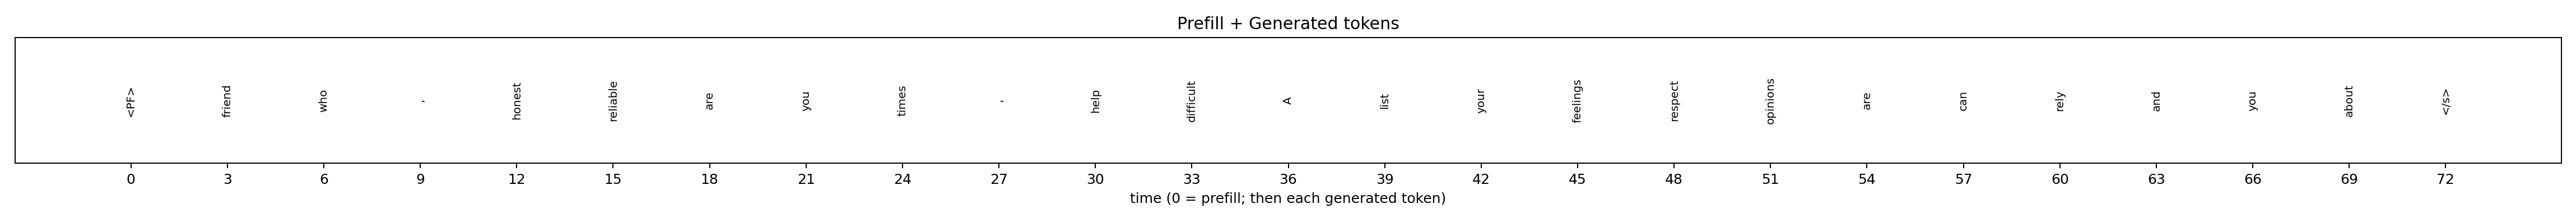 Prefill + Generated tokens
<PF> friend who , honest reliable are you times , help difficult A list your feelings respect opinions are can rely and you about </s>
0 3 6 9 12 15 18 21 24 27 30 33 36 39 42 45 48 51 54 57 60 63 66 69 72
time (0 = prefill; then each generated token)